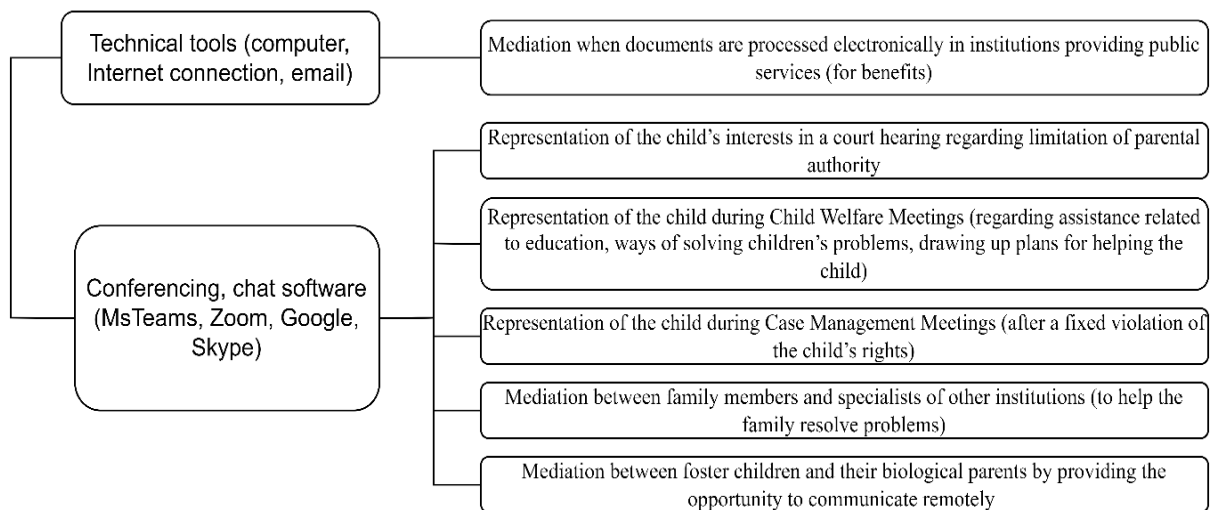 Technical tools (computer,
Internet connection, email)
Mediation when documents are processed electronically in institutions providing public
services (for benefits)
Conferencing, chat software
(MsTeams, Zoom, Google,
Skype)
Representation of the child's interests in a court hearing regarding limitation of parental
authority
Representation of the child during Child Welfare Meetings (regarding assistance related
to education, ways of solving children's problems, drawing up plans for helping the
child)
Representation of the child during Case Management Meetings (after a fixed violation of
the child's rights)
Mediation between family members and specialists of other institutions (to help the
family resolve problems)
Mediation between foster children and their biological parents by providing the
opportunity to communicate remotely